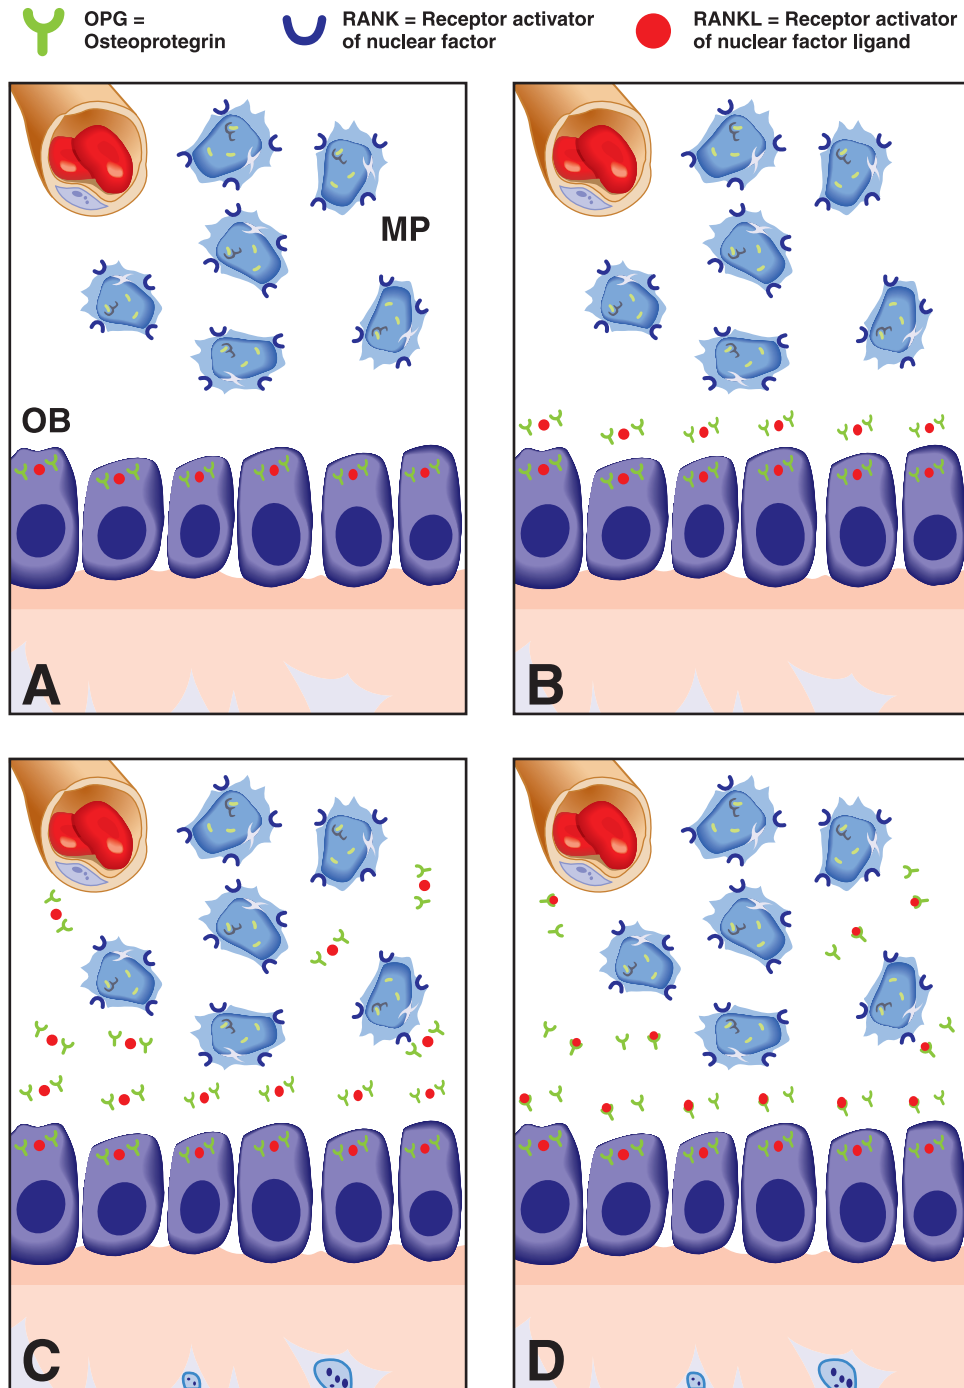 OPG =
Osteoprotegrin
RANK = Receptor activator
of nuclear factor
RANKL = Receptor activator
of nuclear factor ligand
MP
OB
A
B
C
D